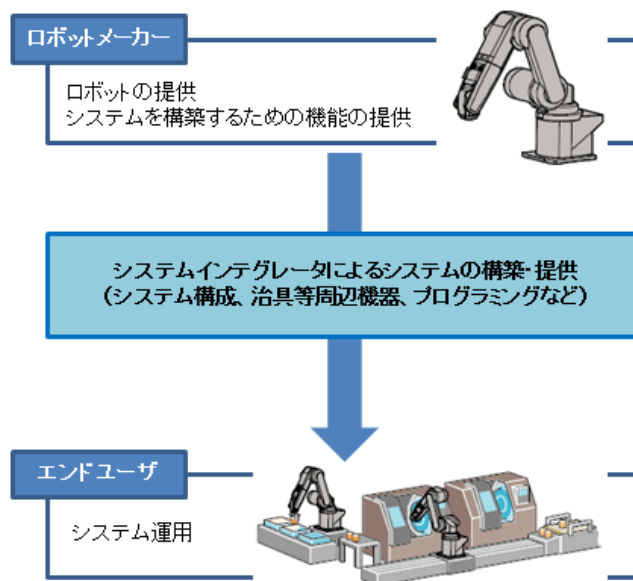 ロボットメーカー
ロボットの提供
システムを構築するための機能の提供
システムインテグレータによるシステムの構築・提供
(システム構成、治具等周辺機器、プログラミングなど)
エンドユーザ
システム運用